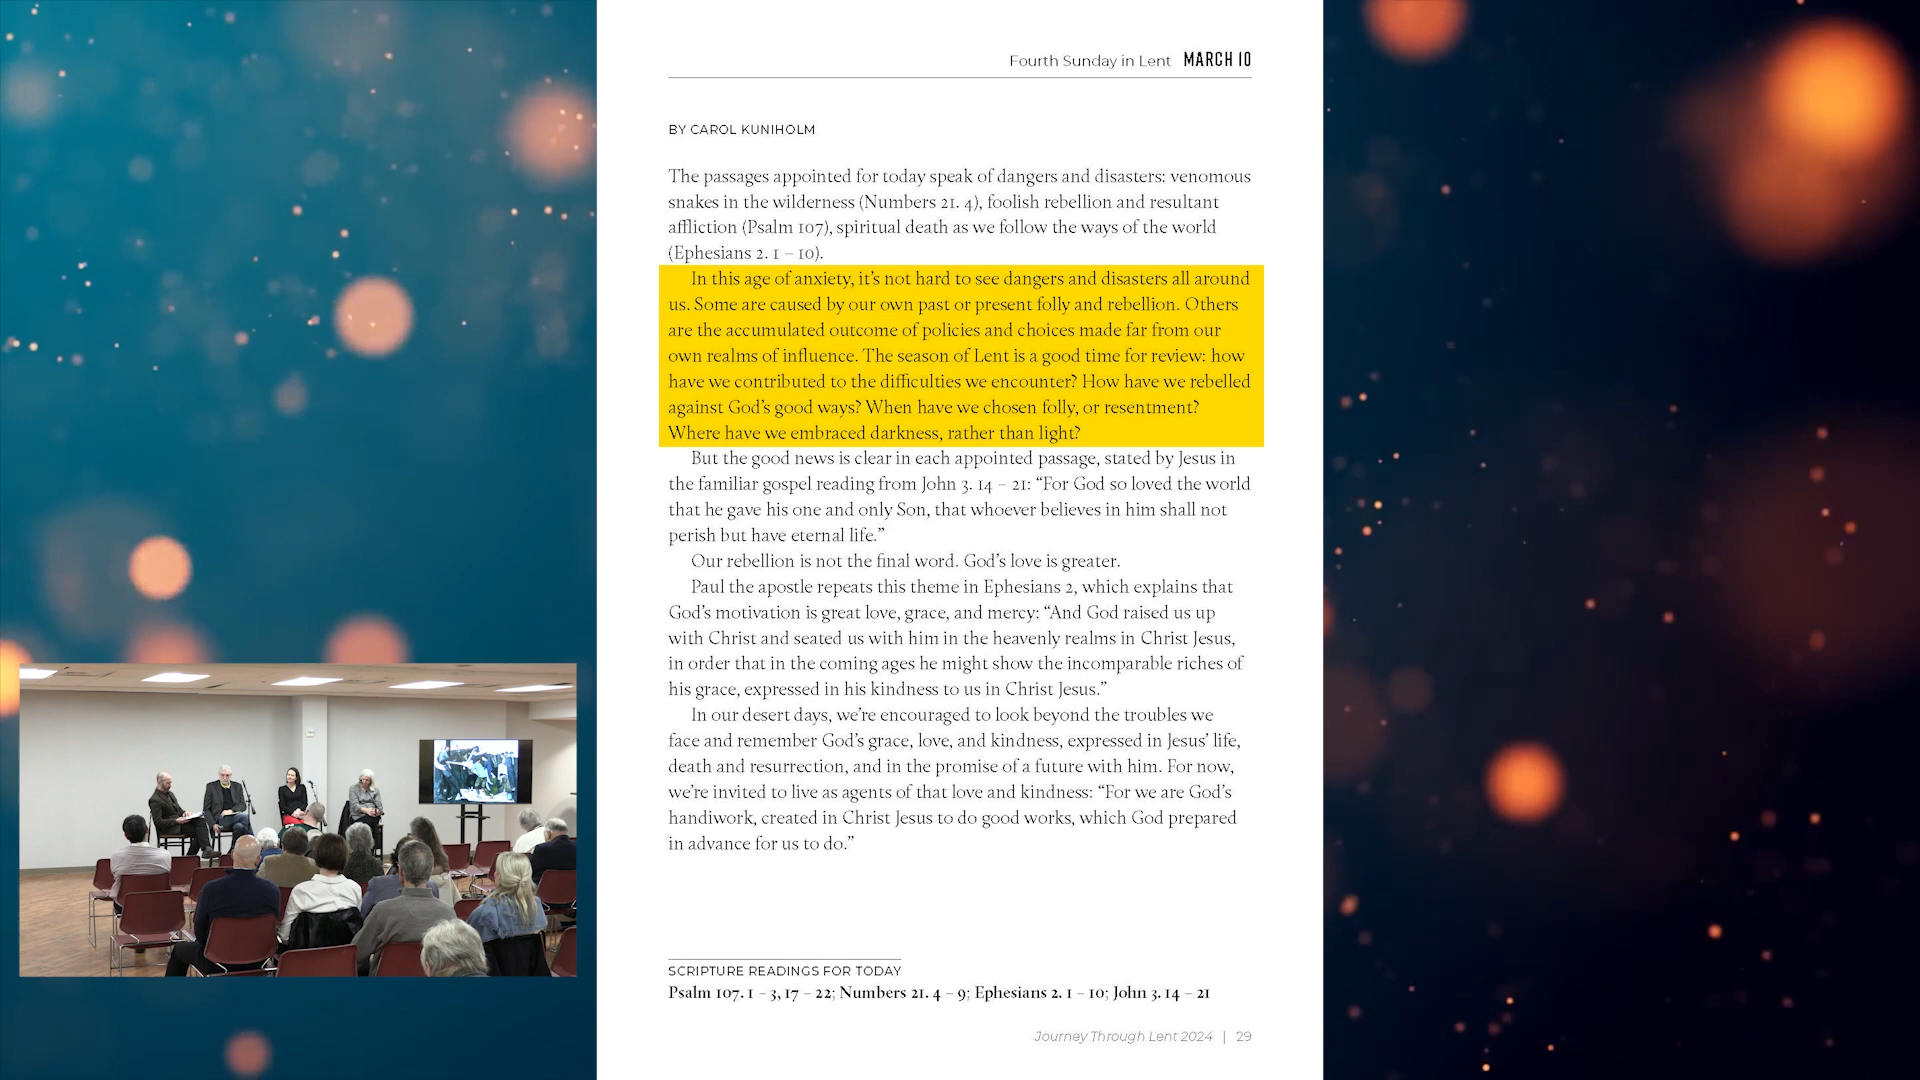 Fourth Sunday in Lent MARCH 10
BY CAROL KUNIHOLM
The passages appointed for today speak of dangers and disasters: venomous
snakes in the wilderness (Numbers 21. 4), foolish rebellion and resultant
affliction (Psalm 107), spiritual death as we follow the ways of the world
(Ephesians 2. 1 – 10).
In this age of anxiety, it’s not hard to see dangers and disasters all around
us. Some are caused by our own past or present folly and rebellion. Others
are the accumulated outcome of policies and choices made far from our
own realms of influence. The season of Lent is a good time for review: how
have we contributed to the difficulties we encounter? How have we rebelled
against God’s good ways? When have we chosen folly, or resentment?
Where have we embraced darkness, rather than light?
But the good news is clear in each appointed passage, stated by Jesus in
the familiar gospel reading from John 3. 14 – 21: “For God so loved the world
that he gave his one and only Son, that whoever believes in him shall not
perish but have eternal life.”
Our rebellion is not the final word. God’s love is greater.
Paul the apostle repeats this theme in Ephesians 2, which explains that
God’s motivation is great love, grace, and mercy: “And God raised us up
with Christ and seated us with him in the heavenly realms in Christ Jesus,
in order that in the coming ages he might show the incomparable riches of
his grace, expressed in his kindness to us in Christ Jesus.”
In our desert days, we’re encouraged to look beyond the troubles we
face and remember God’s grace, love, and kindness, expressed in Jesus’ life,
death and resurrection, and in the promise of a future with him. For now,
we’re invited to live as agents of that love and kindness: “For we are God’s
handiwork, created in Christ Jesus to do good works, which God prepared
in advance for us to do.”
SCRIPTURE READINGS FOR TODAY
Psalm 107. 1 – 3, 17 – 22; Numbers 21. 4 – 9; Ephesians 2. 1 – 10; John 3. 14 – 21
Journey Through Lent 2024 | 29